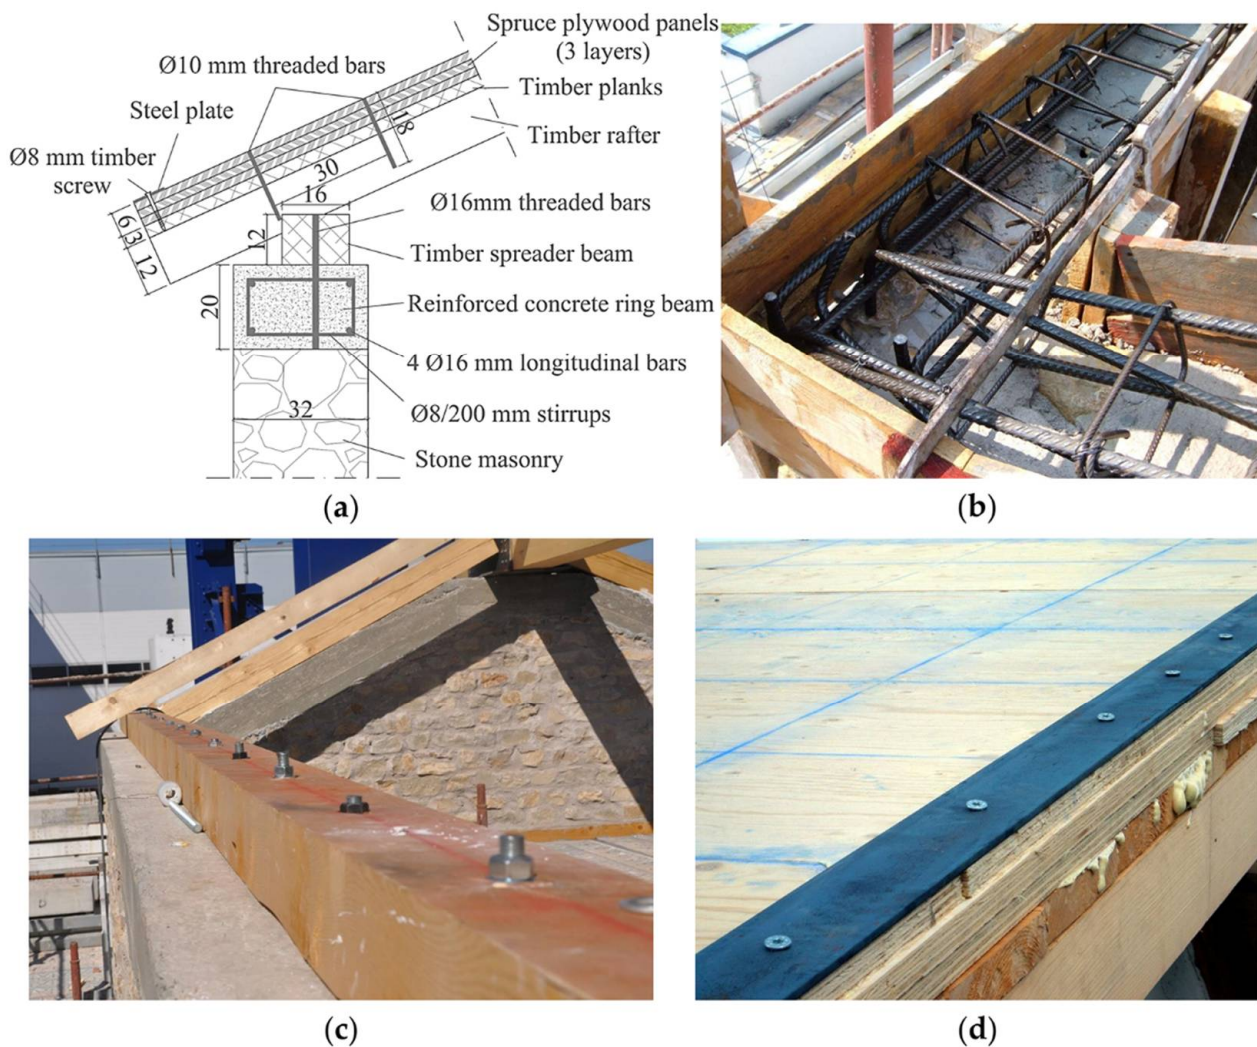 Spruce plywood panels
(3 layers)
Ø10 mm threaded bars
Timber planks
Steel plate
18
Timber rafter
Ø8 mm timber
screw
30
16
Ø16mm threaded bars
6
3
12
12
Timber spreader beam
20
Reinforced concrete ring beam
4 Ø16 mm longitudinal bars
32
Ø8/200 mm stirrups
Stone masonry
(a)
(b)
(c)
(d)